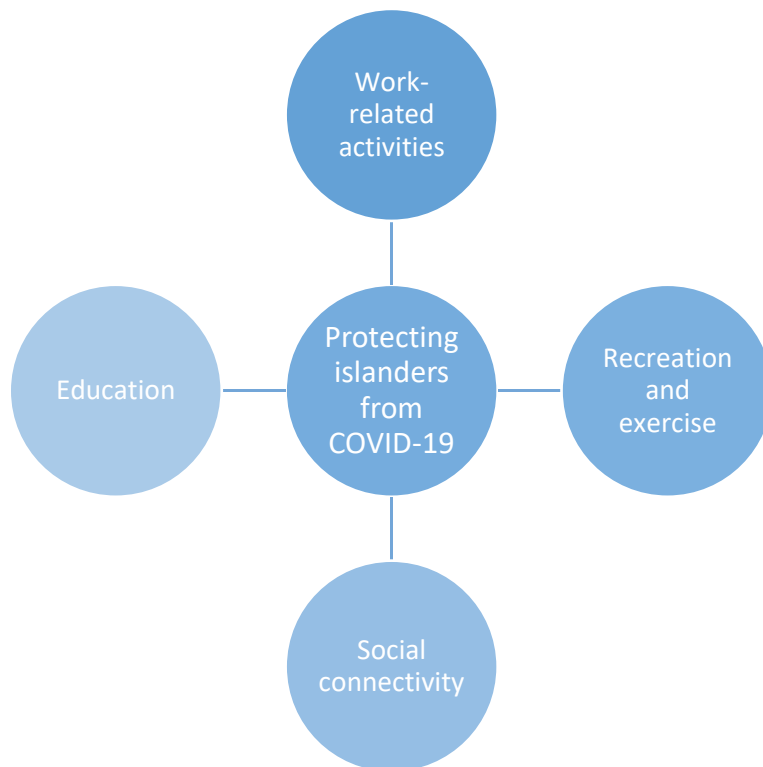 Work-
related
activities
Education
Protecting
islanders
from
COVID-19
Recreation
and
exercise
Social
connectivity